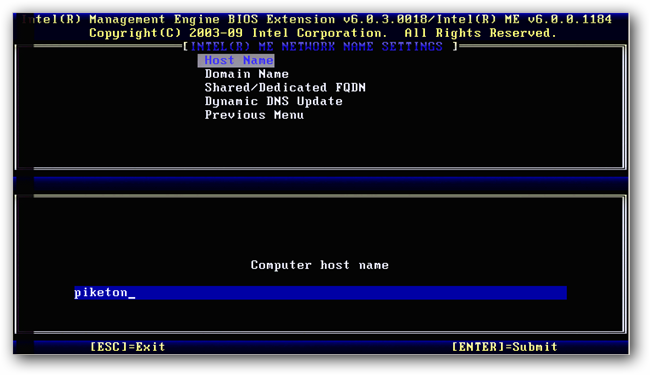 Intel(R) Management Engine BIOS Extension v6.0.3.0018/Intel(R) ME v6.0.0.1184
Copyright(C) 2003-09 Intel Corporation.  All Rights Reserved.
[INTEL(R) ME NETWORK NAME SETTINGS ]
Host Name
Domain Name
Shared/Dedicated FQDN
Dynamic DNS Update
Previous Menu
Computer host name
piketon_
[ESC]=Exit [ENTER]=Submit